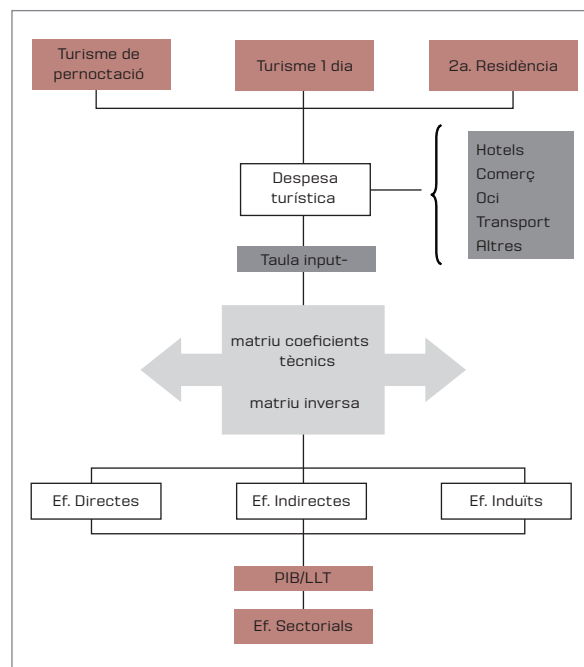 Turisme de
pernoctació
Turisme 1 dia
2a. Residència
Despesa
turística
Hotels
Comerç
Oci
Transport
Altres
Taula input-
matriu coeficients
tècnics
matriu inversa
Ef. Directes
Ef. Indirectes
Ef. Induïts
PIB/LLT
Ef. Sectorials